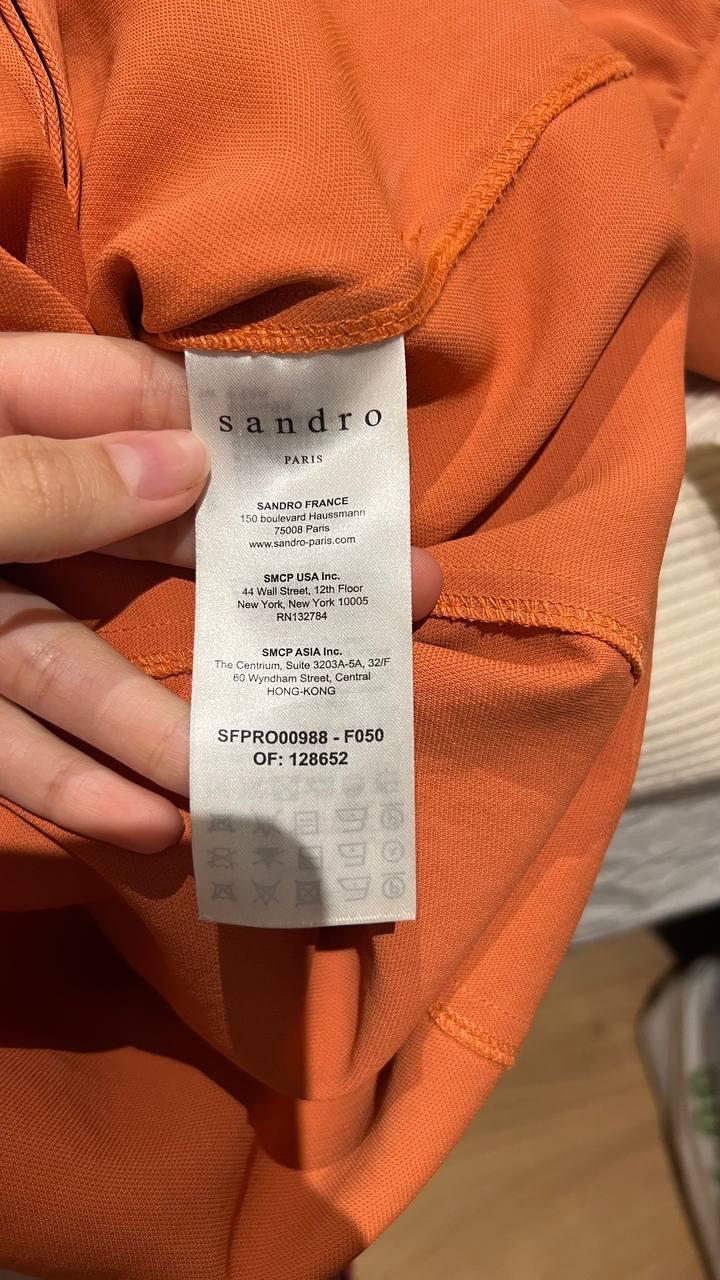 sandro
PARIS
SANDRO FRANCE
150 boulevard Haussmann
75008 Paris
www.sandro-paris.com
SMCP USA Inc.
44 Wall Street, 12th Floor
New York, New York 10005
RN132784
SMCP ASIA Inc.
The Centrium, Suite 3203A-5A, 32/F
60 Wyndham Street, Central
HONG-KONG
SFPRO00988 - F050
OF: 128652